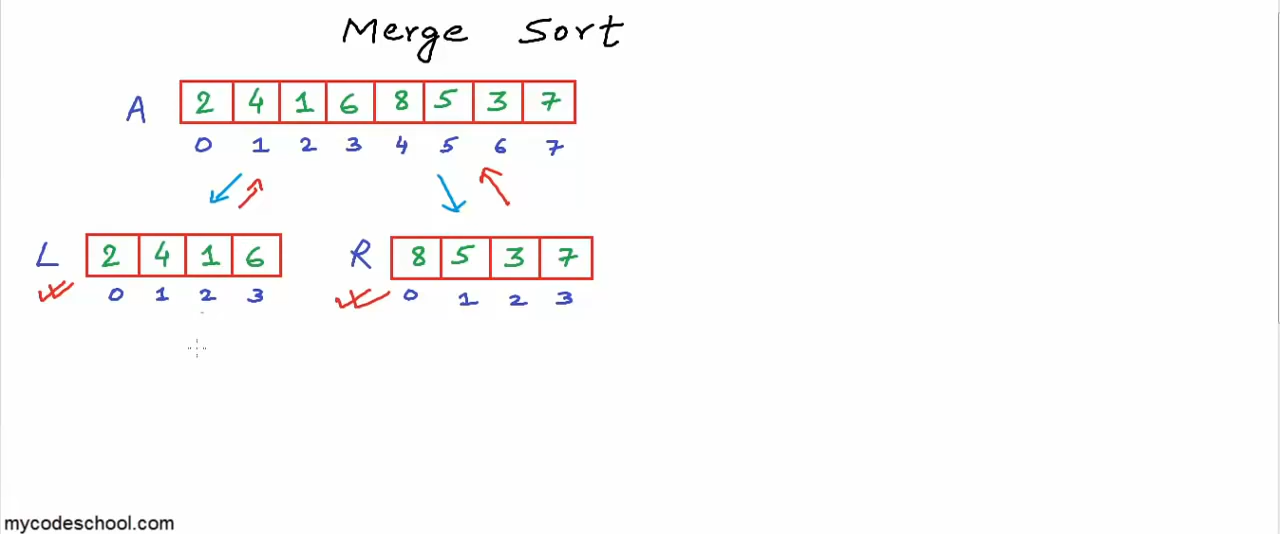 Merge Sort
A 2 4 1 6 8 5 3 7
0 1 2 3 4 5 6 7
L 2 4 1 6 R 8 5 3 7
0 1 2 3 0 1 2 3
mycodeschool.com